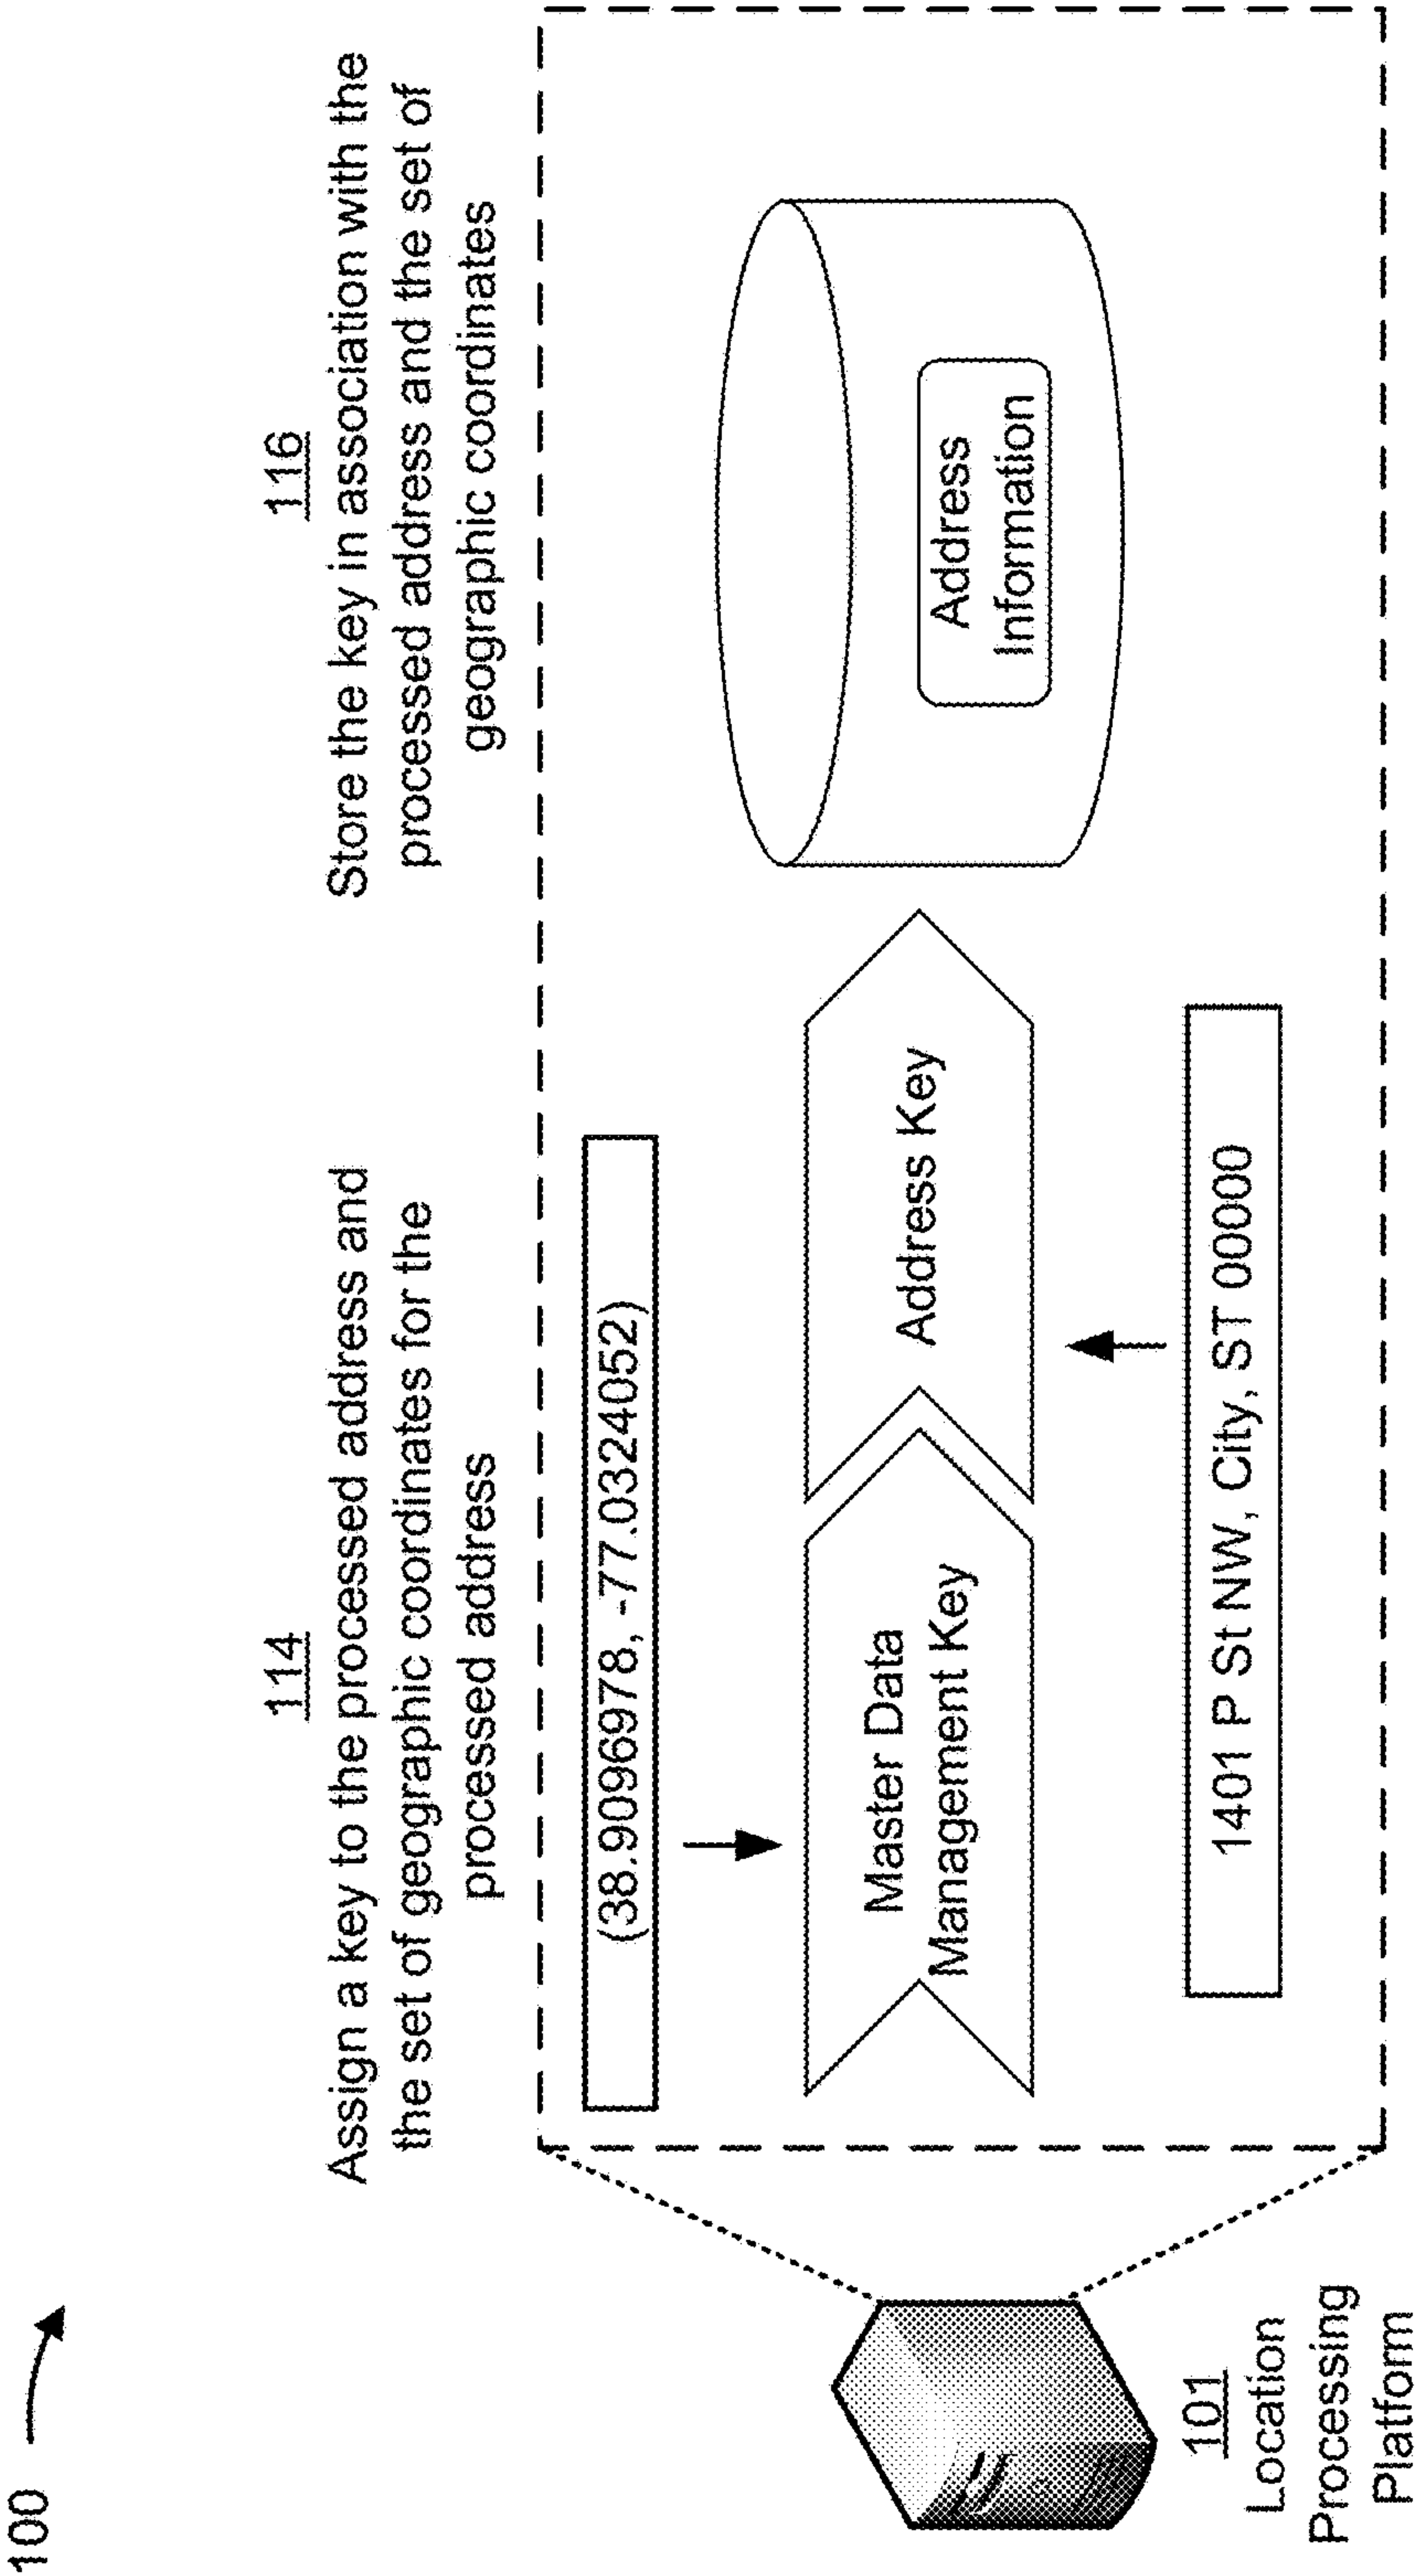 100
114
Assign a key to the processed address and
the set of geographic coordinates for the
processed address
116
Store the key in association with the
processed address and the set of
geographic coordinates
(38.9096978, -77.0324052)
Master Data
Management Key
Address Key
Address
Information
1401 P St NW, City, ST 00000
101
Location
Processing
Platform